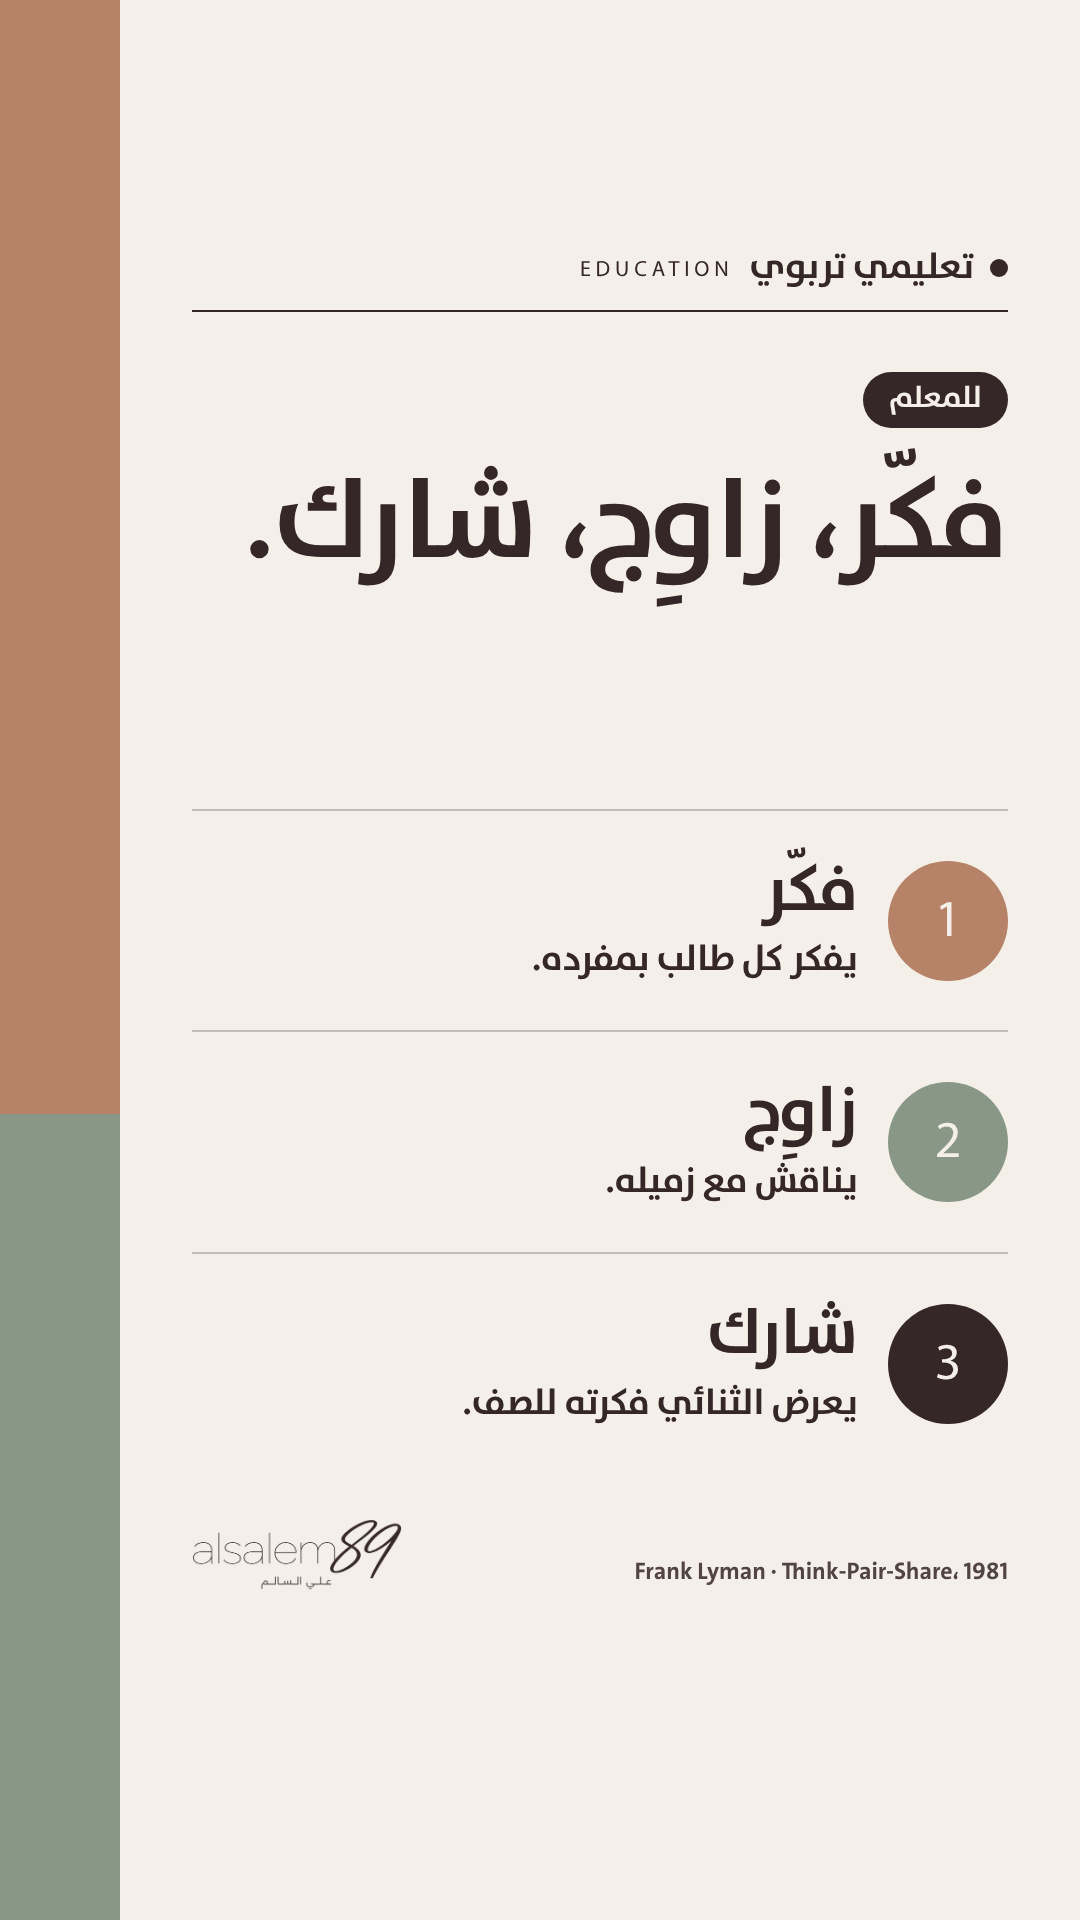 تعليمي تربوي EDUCATION
للمعلم
فكّر، زاوِج، شارك.
1
فكّر
يفكر كل طالب بمفرده.
2
زاوِج
يناقش مع زميله.
3
شارك
يعرض الثنائي فكرته للصف.
Frank Lyman · Think-Pair-Share، 1981
alsalem89
علي السالم